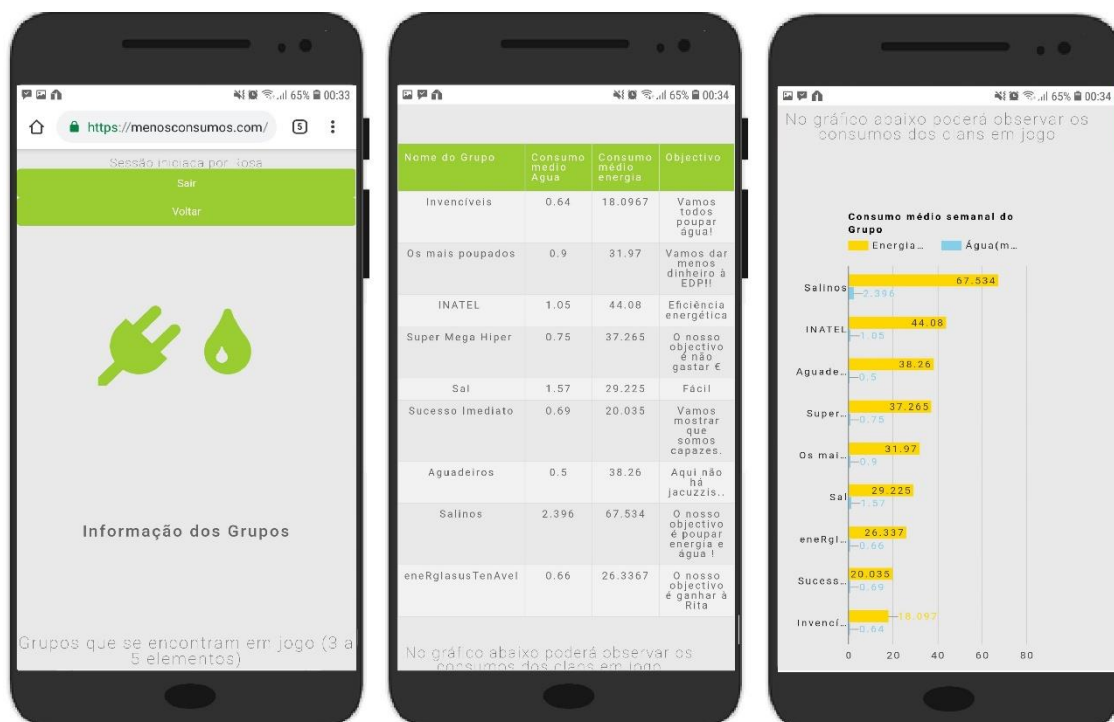 65% 00:33
https://menosconsumos.com/
5
Sessão iniciada por Rosa
Sair
Voltar
Informação dos Grupos
Grupos que se encontram em jogo (3 a
5 elementos)
65% 00:34
Nome do Grupo Consumo medio Agua Consumo médio energia Objectivo
Invencíveis 0.64 18.0967 Vamos todos poupar água!
Os mais poupados 0.9 31.97 Vamos dar menos dinheiro à EDP!!
INATEL 1.05 44.08 Eficiência energética
Super Mega Hiper 0.75 37.265 O nosso objectivo é não gastar €
Sal 1.57 29.225 Fácil
Sucesso Imediato 0.69 20.035 Vamos mostrar que somos capazes.
Aguadeiros 0.5 38.26 Aqui não há jacuzzis..
Salinos 2.396 67.534 O nosso objectivo é poupar energia e água !
eneRgIasusTenAvel 0.66 26.3367 O nosso objectivo é ganhar à Rita
No gráfico abaixo poderá observar os
consumos dos clans em jogo
65% 00:34
No gráfico abaixo poderá observar os
consumos dos clans em jogo
Consumo médio semanal do
Grupo
Energia... Água(m...
Salinos 67.534
2.396
INATEL 44.08
1.05
Aguade... 38.26
0.5
Super... 37.265
0.75
Os mai... 31.97
0.9
Sal 29.225
1.57
eneRgI... 26.337
0.66
Sucess... 20.035
0.69
Invencí... 18.097
0.64
0 20 40 60 80